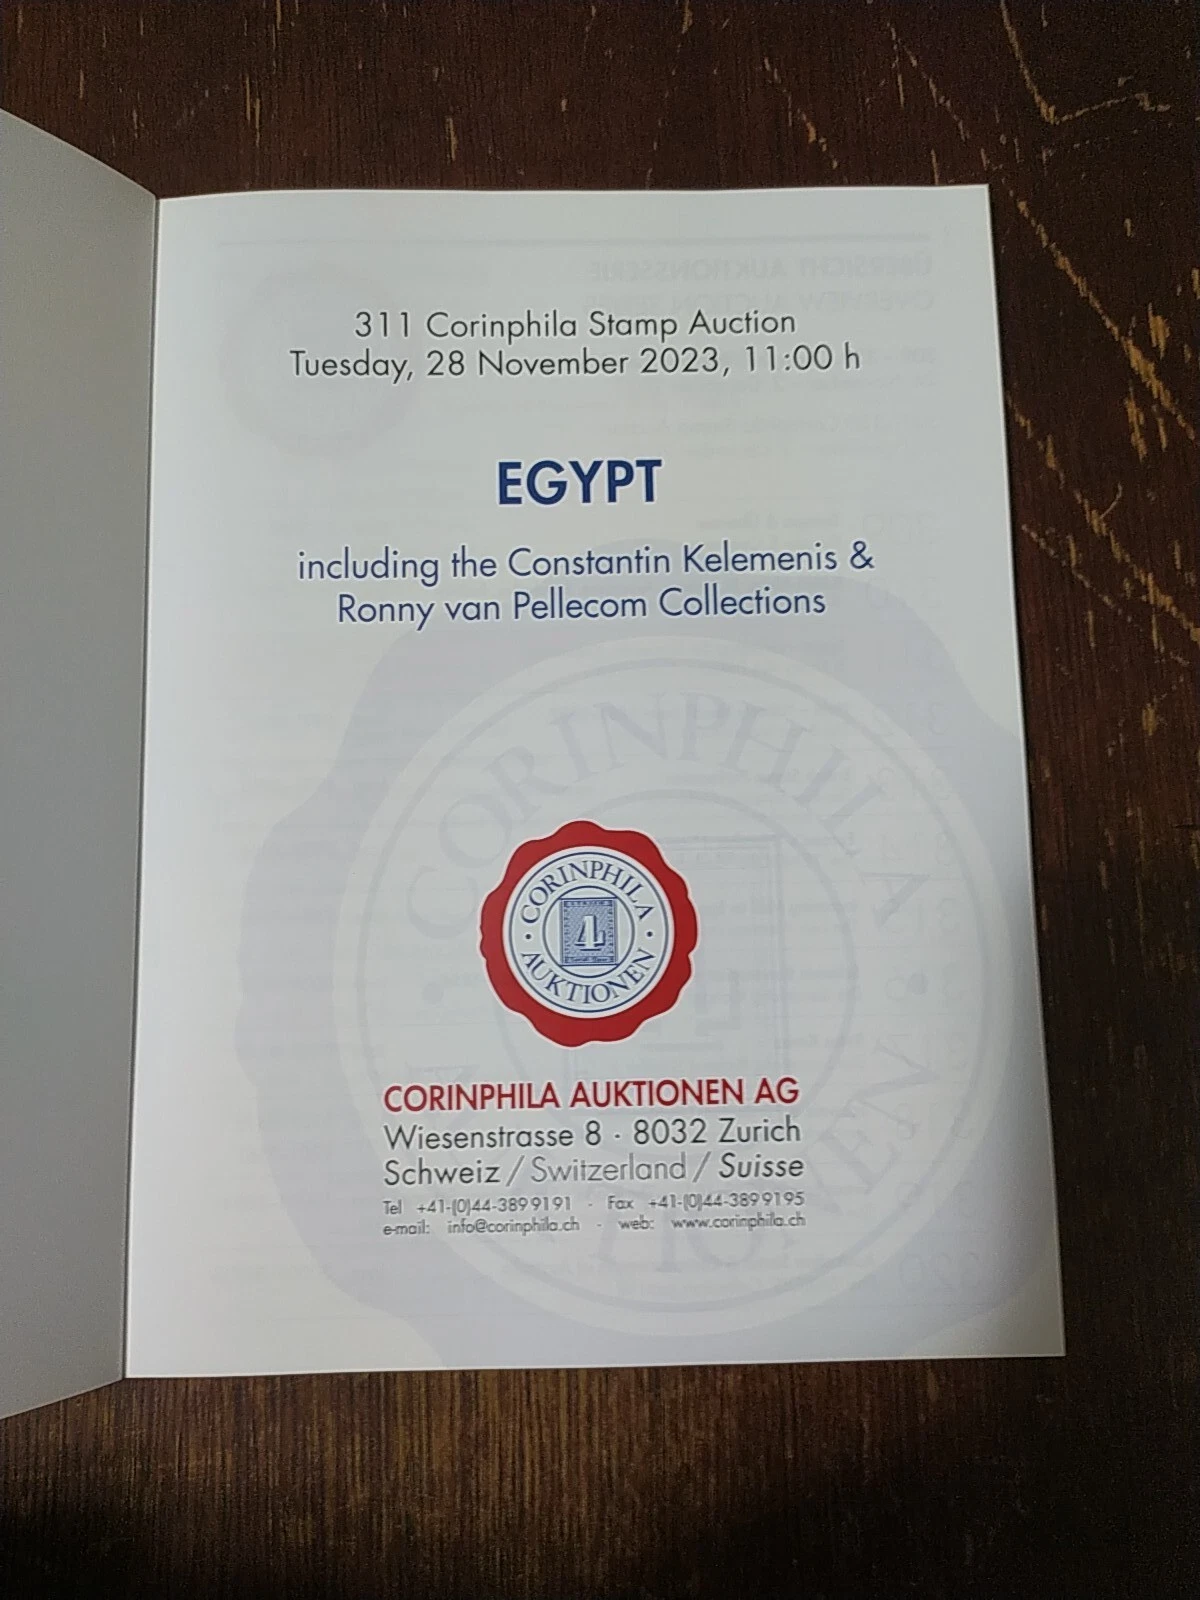 311 Corinphila Stamp Auction
Tuesday, 28 November 2023, 11:00 h
EGYPT
including the Constantin Kelemenis &
Ronny van Pellecom Collections
CORINPHILA
4
AUKTIONEN
CORINPHILA AUKTIONEN AG
Wiesenstrasse 8 · 8032 Zurich
Schweiz / Switzerland / Suisse
Tel +41-(0)44-3899191 · Fax +41-(0)44-3899195
e-mail: info@corinphila.ch · web: www.corinphila.ch